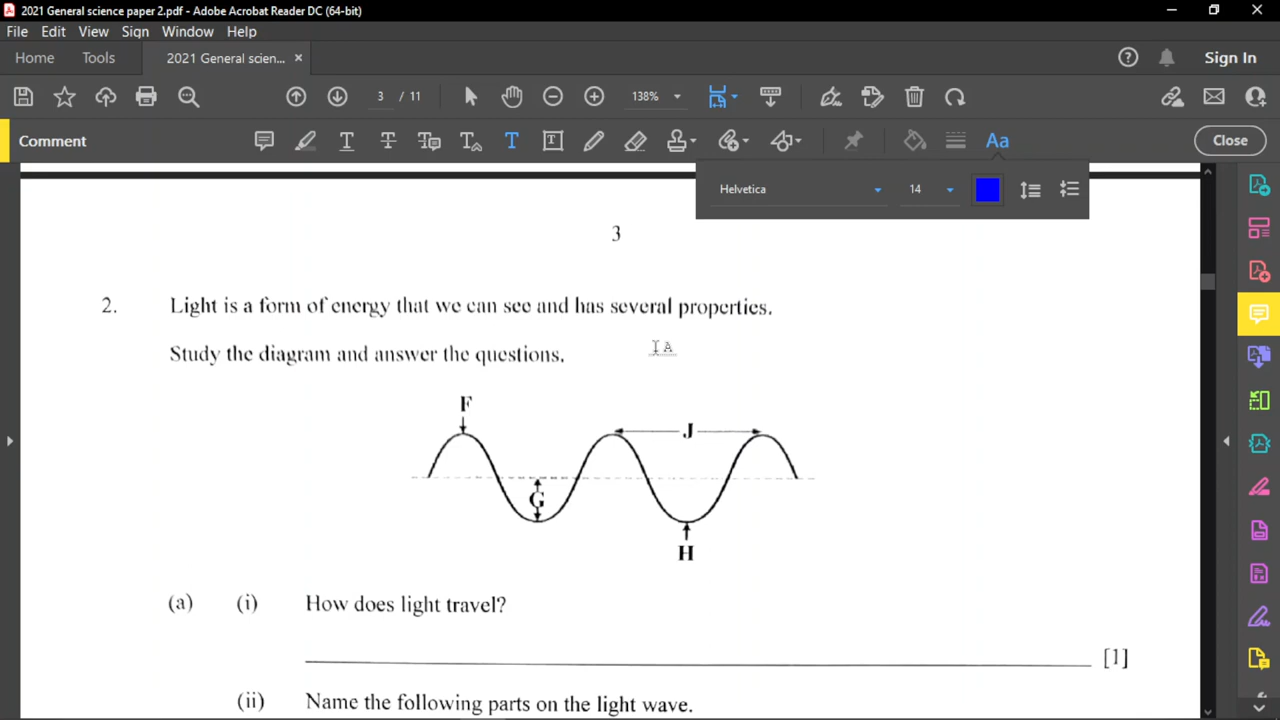 2021 General science paper 2.pdf - Adobe Acrobat Reader DC (64-bit)
File Edit View Sign Window Help
Home Tools 2021 General scien... × Sign In
3 / 11 138%
Comment Aa Close
Helvetica 14
3
2. Light is a form of energy that we can see and has several properties.
Study the diagram and answer the questions.
F
J
G
H
(a) (i) How does light travel?
[1]
(ii) Name the following parts on the light wave.